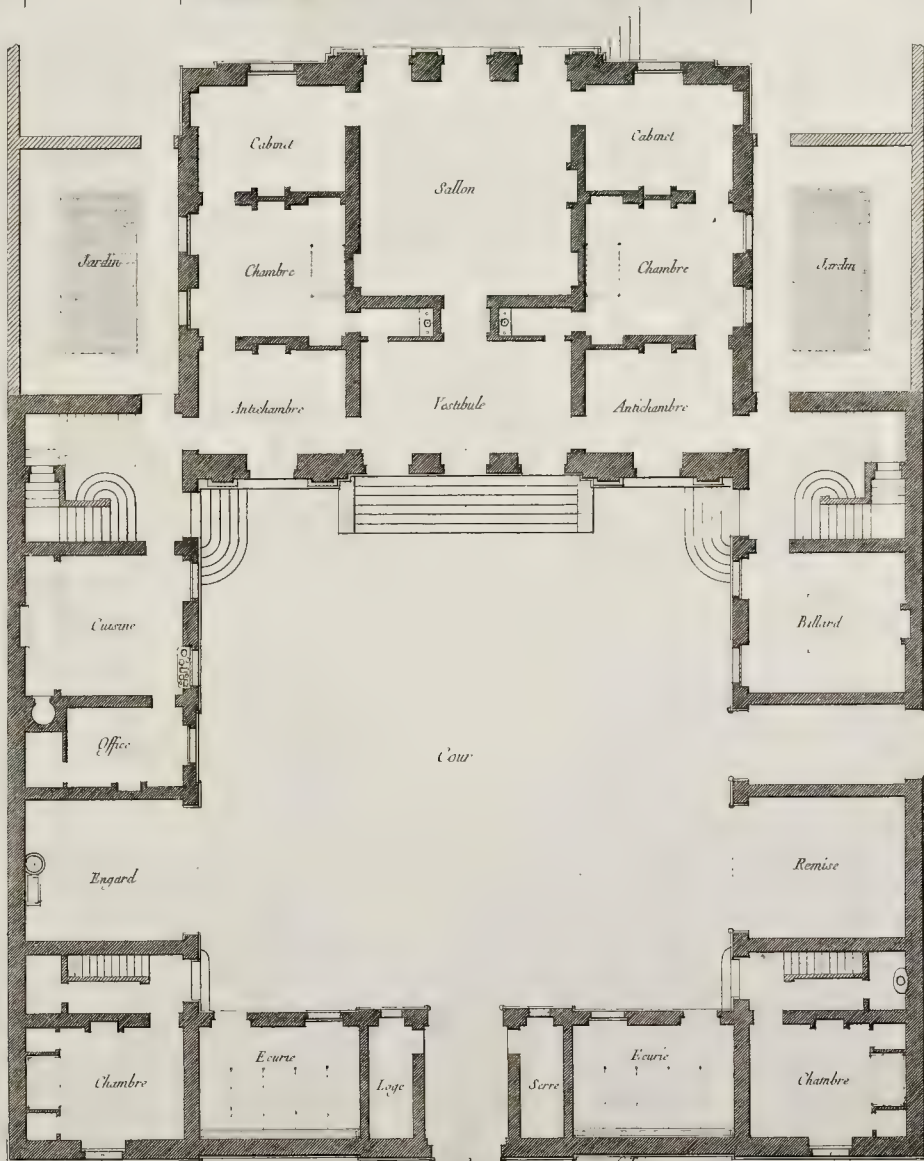 Cabinet
Sallon
Cabinet
Jardin
Chambre
Chambre
Jardin
Antichambre
Vestibule
Antichambre
Cuisine
Billard
Office
Cour
Engard
Remise
Ecurie
Ecurie
Chambre
Loge
Serre
Chambre